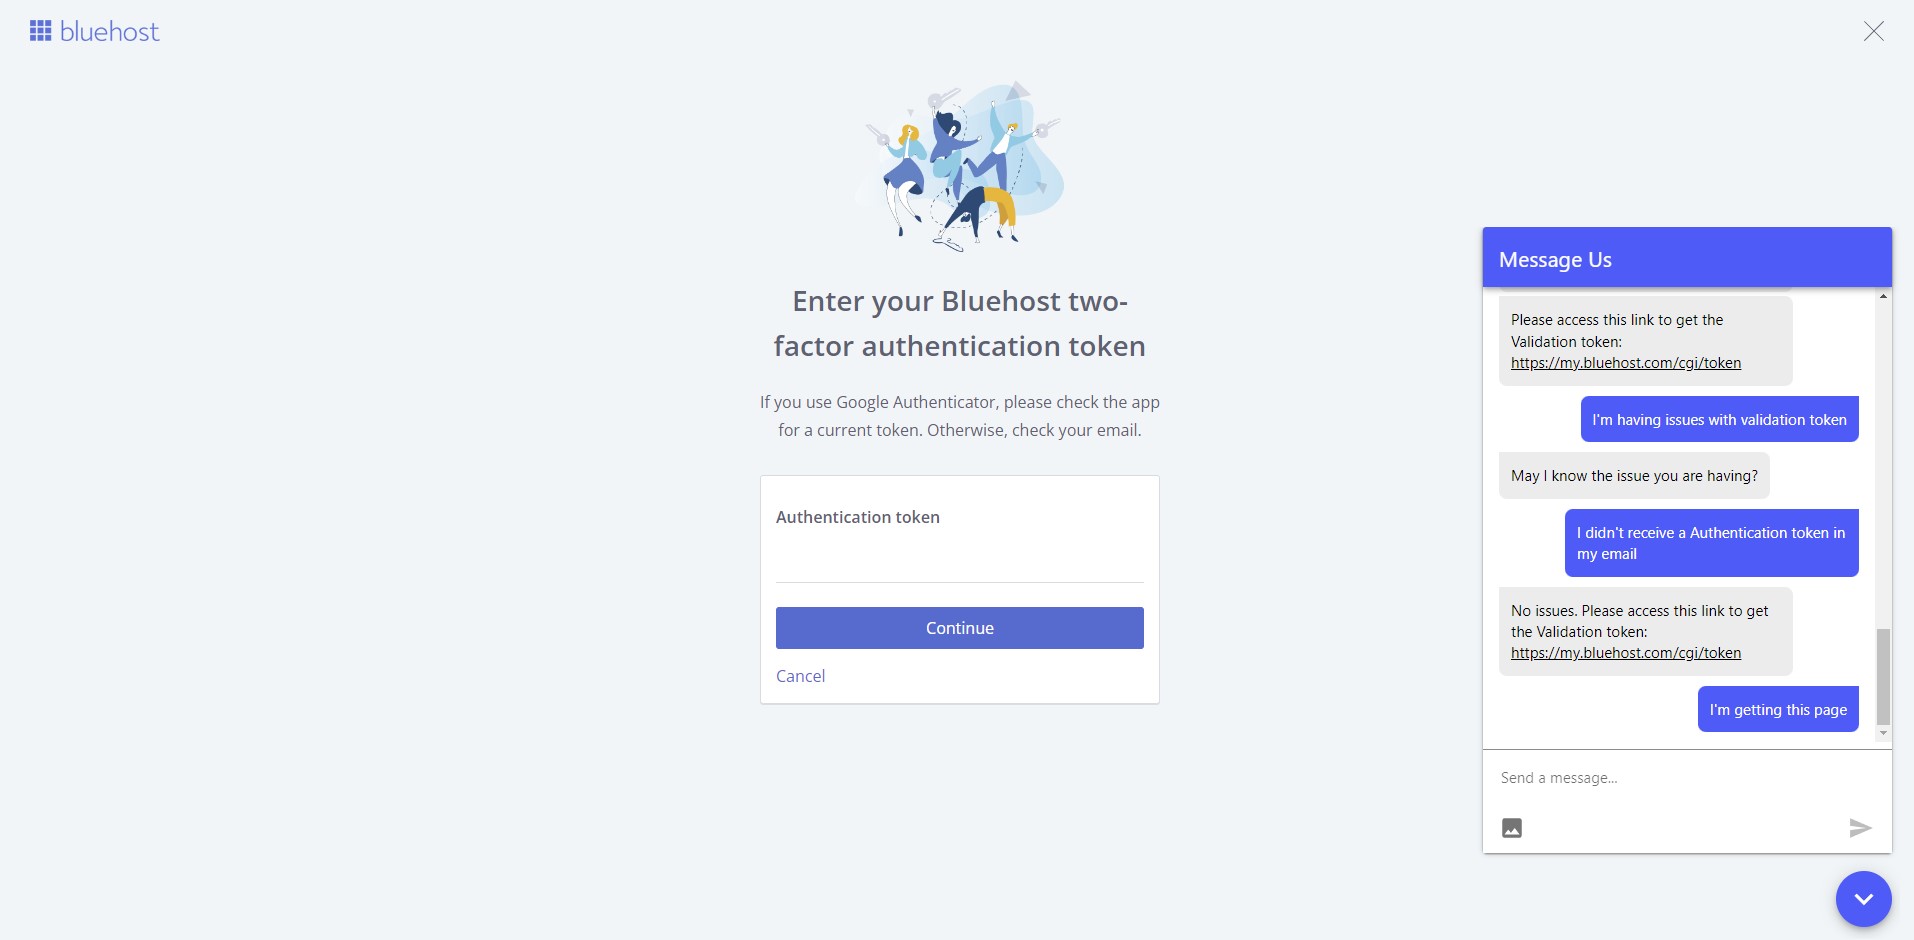 bluehost
Enter your Bluehost two-
factor authentication token
If you use Google Authenticator, please check the app
for a current token. Otherwise, check your email.
Authentication token
Continue
Cancel
Message Us
Please access this link to get the
Validation token:
https://my.bluehost.com/cgi/token
I'm having issues with validation token
May I know the issue you are having?
I didn't receive a Authentication token in
my email
No issues. Please access this link to get
the Validation token:
https://my.bluehost.com/cgi/token
I'm getting this page
Send a message...